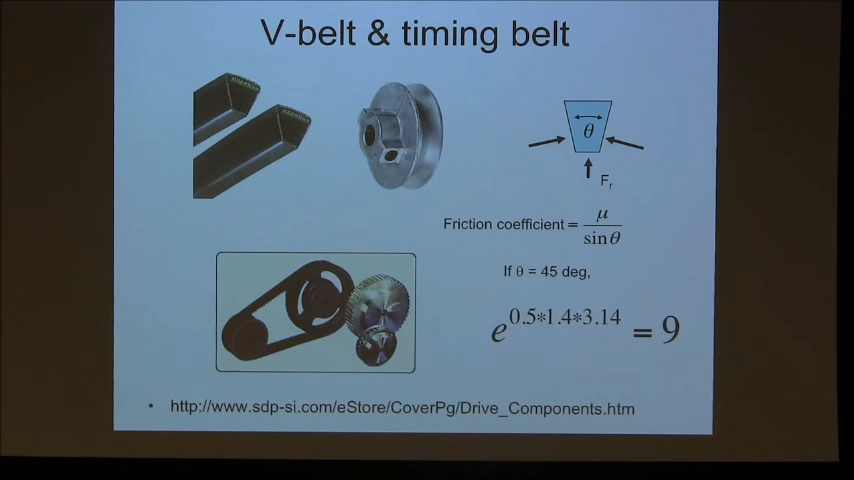 V-belt & timing belt
θ
F_r
Friction coefficient = μ / sinθ
If θ = 45 deg,
e^{0.5*1.4*3.14} = 9
• http://www.sdp-si.com/eStore/CoverPg/Drive_Components.htm